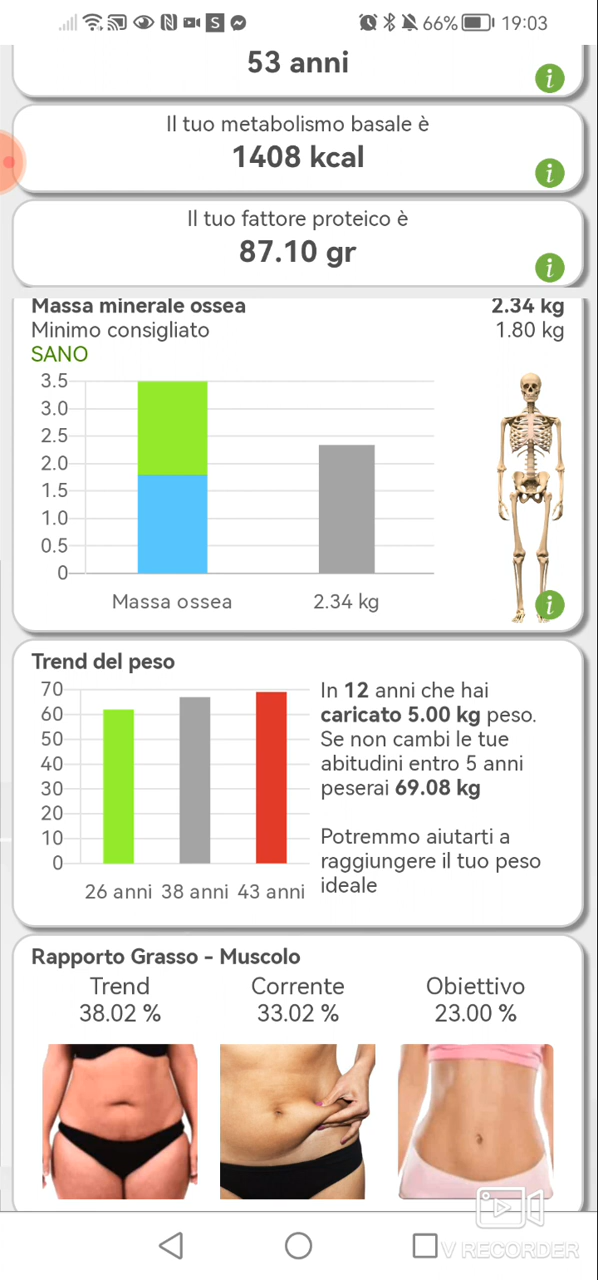 S 66% 19:03
53 anni
i
Il tuo metabolismo basale è
1408 kcal
i
Il tuo fattore proteico è
87.10 gr
i
Massa minerale ossea 2.34 kg
Minimo consigliato 1.80 kg
SANO
3.5
3.0
2.5
2.0
1.5
1.0
0.5
0
Massa ossea 2.34 kg
i
Trend del peso
70
60
50
40
30
20
10
0
26 anni 38 anni 43 anni
In 12 anni che hai
caricato 5.00 kg peso.
Se non cambi le tue
abitudini entro 5 anni
peserai 69.08 kg
Potremmo aiutarti a
raggiungere il tuo peso
ideale
Rapporto Grasso - Muscolo
Trend Corrente Obiettivo
38.02 % 33.02 % 23.00 %
V RECORDER